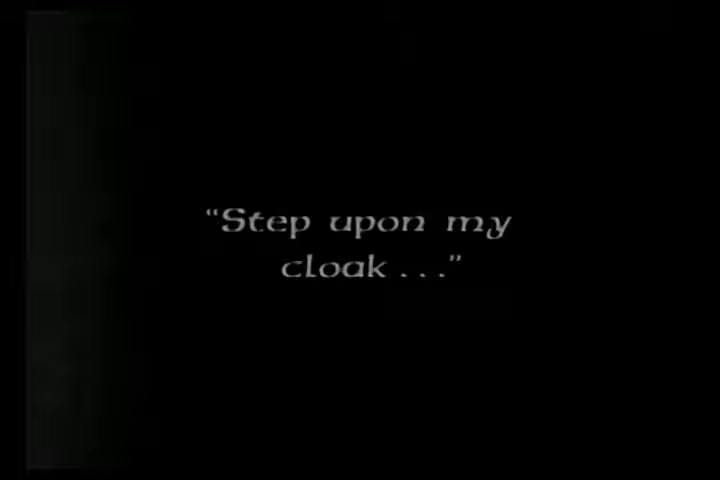 “Step upon my
cloak . . .”